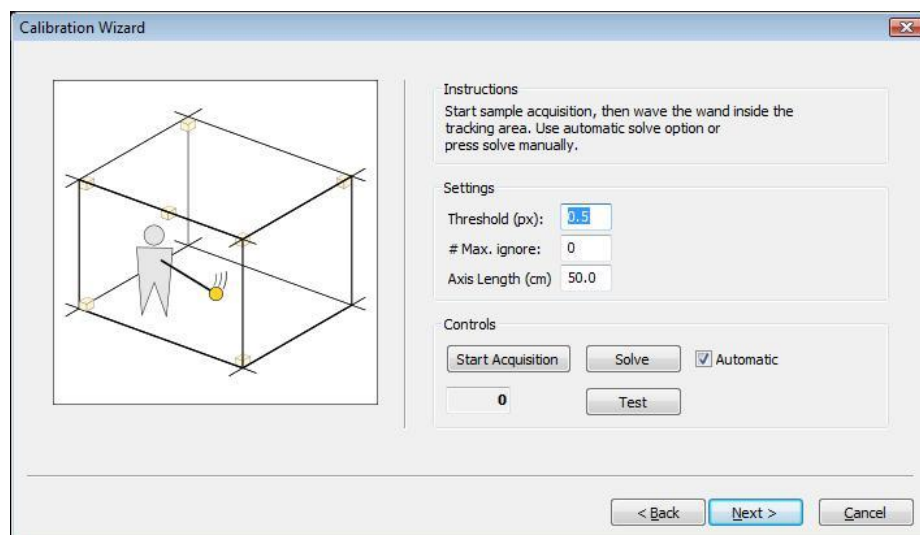 Calibration Wizard
Instructions
Start sample acquisition, then wave the wand inside the
tracking area. Use automatic solve option or
press solve manually.
Settings
Threshold (px): 0.5
# Max. ignore: 0
Axis Length (cm) 50.0
Controls
Start Acquisition Solve Automatic
0 Test
< Back Next > Cancel